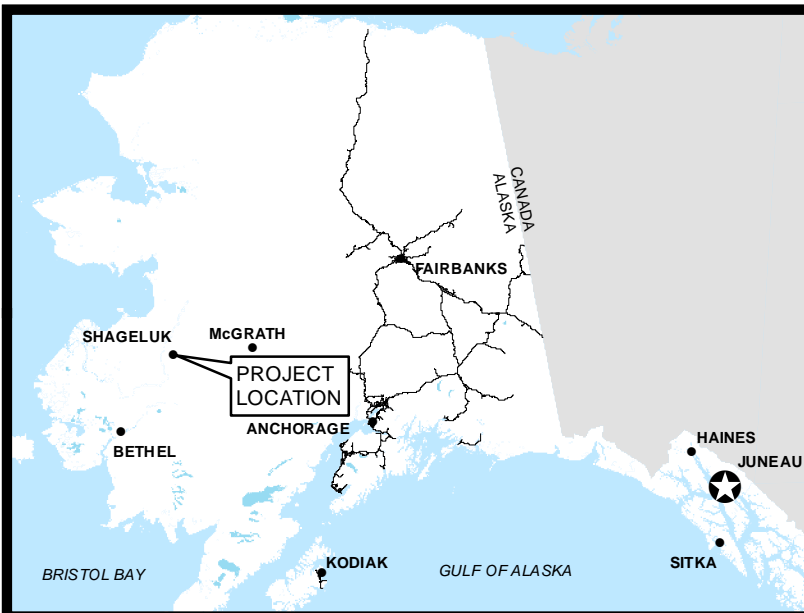 CANADA
ALASKA
FAIRBANKS
SHAGELUK
McGRATH
PROJECT
LOCATION
ANCHORAGE
BETHEL
HAINES
JUNEAU
BRISTOL BAY
KODIAK
GULF OF ALASKA
SITKA